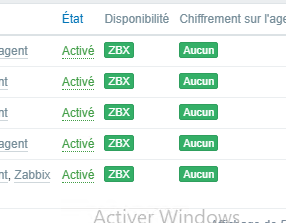 État Disponibilité Chiffrement sur l'age
agent Activé ZBX Aucun
nt Activé ZBX Aucun
nt Activé ZBX Aucun
agent Activé ZBX Aucun
nt, Zabbix Activé ZBX Aucun
Activer Windows